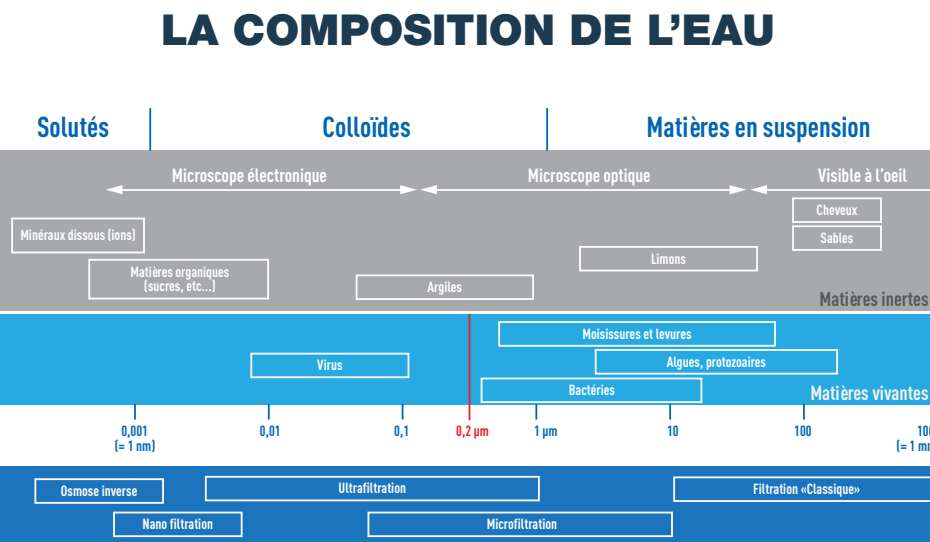 LA COMPOSITION DE L’EAU
Solutés
Colloïdes
Matières en suspension
Microscope électronique
Microscope optique
Visible à l’oeil
Cheveux
Minéraux dissous (ions)
Sables
Limons
Matières organiques
(sucres, etc...)
Argiles
Matières inertes
Moisissures et levures
Virus
Algues, protozoaires
Bactéries
Matières vivantes
0,001
(= 1 nm)
0,01
0,1
0,2 µm
1 µm
10
100
Osmose inverse
Ultrafiltration
Filtration «Classique»
Nano filtration
Microfiltration